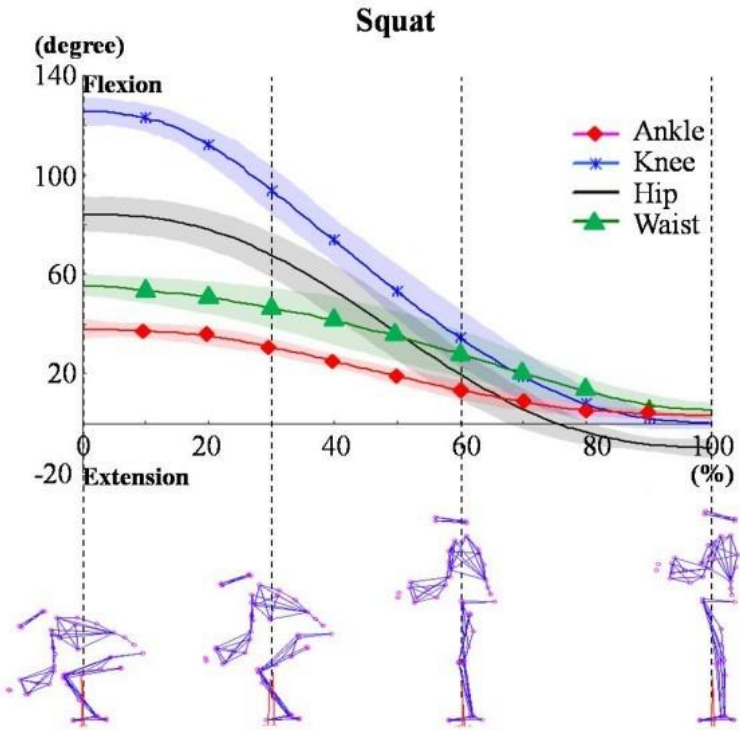 Squat
(degree)
140
Flexion
Ankle
Knee
100
Hip
Waist
60
20
0 20 40 60 80 100
-20 Extension (%)